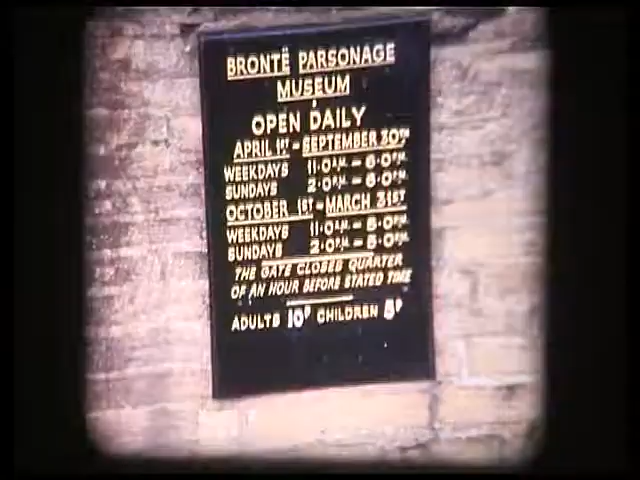 BRONTË PARSONAGE
MUSEUM
OPEN DAILY
APRIL 1ST - SEPTEMBER 30TH
WEEKDAYS 11.0 A.M. - 6.0 P.M.
SUNDAYS 2.0 P.M. - 6.0 P.M.
OCTOBER 1ST - MARCH 31ST
WEEKDAYS 11.0 A.M. - 5.0 P.M.
SUNDAYS 2.0 P.M. - 5.0 P.M.
THE GATE CLOSED QUARTER
OF AN HOUR BEFORE STATED TIME
ADULTS 10D CHILDREN 5D